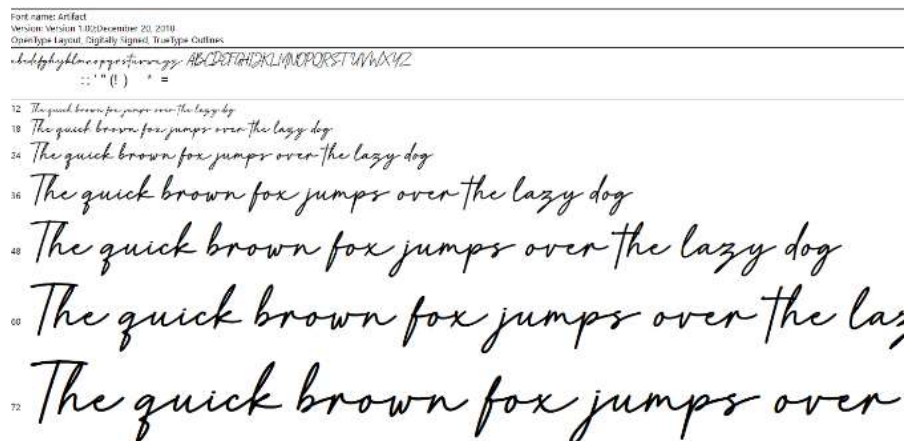 Font name: Artifact
Version: Version 1.00;December 20, 2018
OpenType Layout, Digitally Signed, TrueType Outlines
abcdefghijklmnopqrstuvwxyz ABCDEFGHIJKLMNOPQRSTUVWXYZ
: ; ' " (! ) * =
12 The quick brown fox jumps over the lazy dog
18 The quick brown fox jumps over the lazy dog
24 The quick brown fox jumps over the lazy dog
36 The quick brown fox jumps over the lazy dog
48 The quick brown fox jumps over the lazy dog
60 The quick brown fox jumps over the laz
72 The quick brown fox jumps over